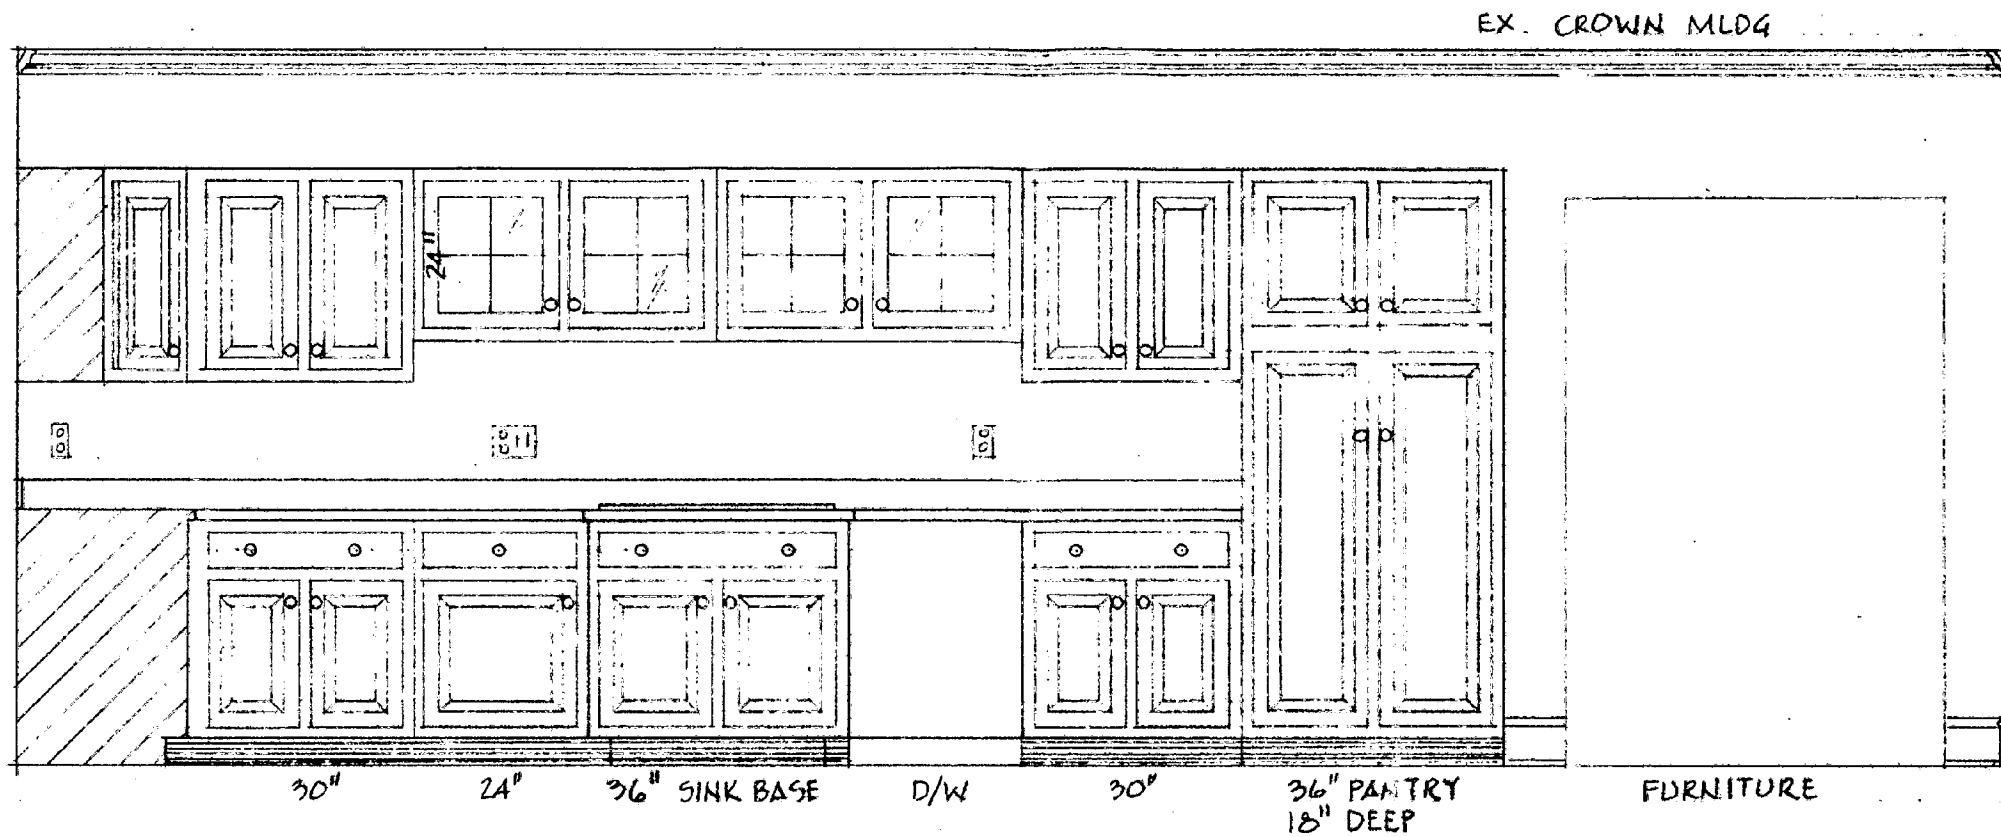 EX. CROWN MLDG
24"
30" 24" 36" SINK BASE D/W 30" 36" PANTRY FURNITURE
18" DEEP